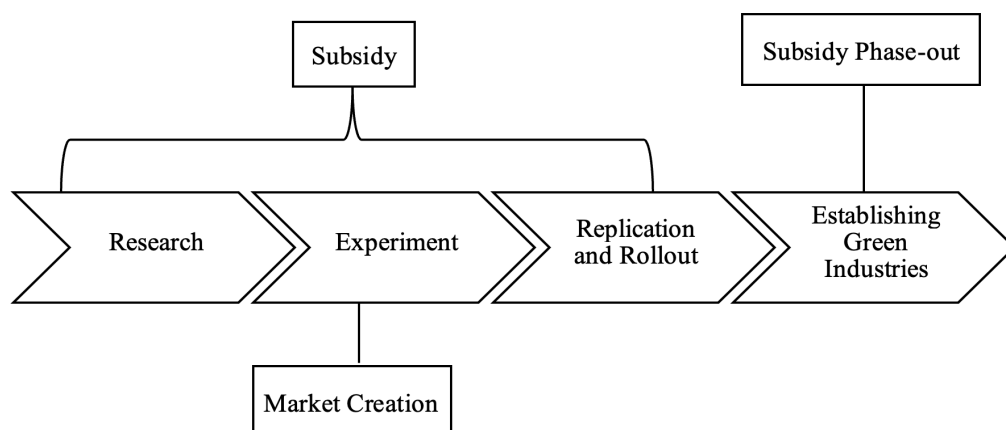 Subsidy
Subsidy Phase-out
Research
Experiment
Replication
and Rollout
Establishing
Green
Industries
Market Creation